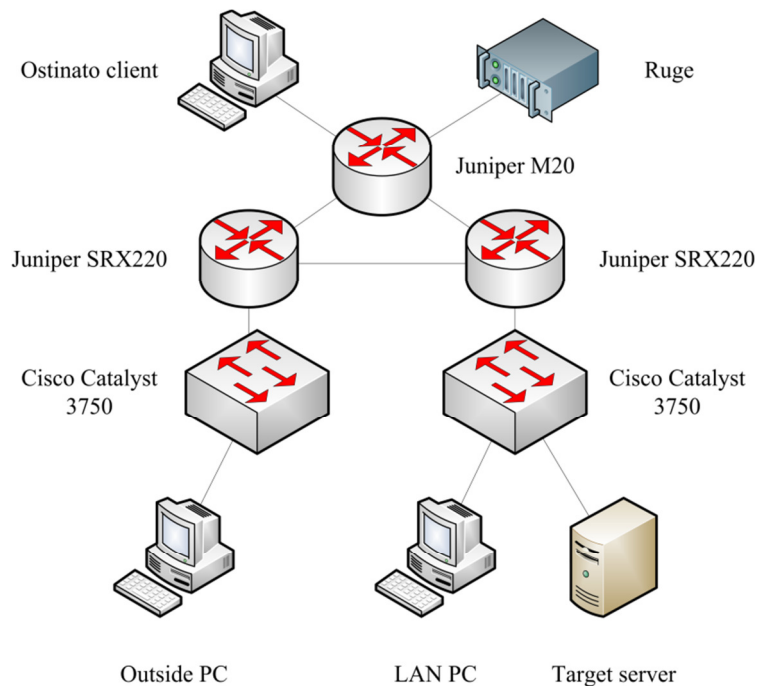 Ostinato client
Ruge
Juniper M20
Juniper SRX220
Juniper SRX220
Cisco Catalyst
3750
Cisco Catalyst
3750
Outside PC
LAN PC
Target server